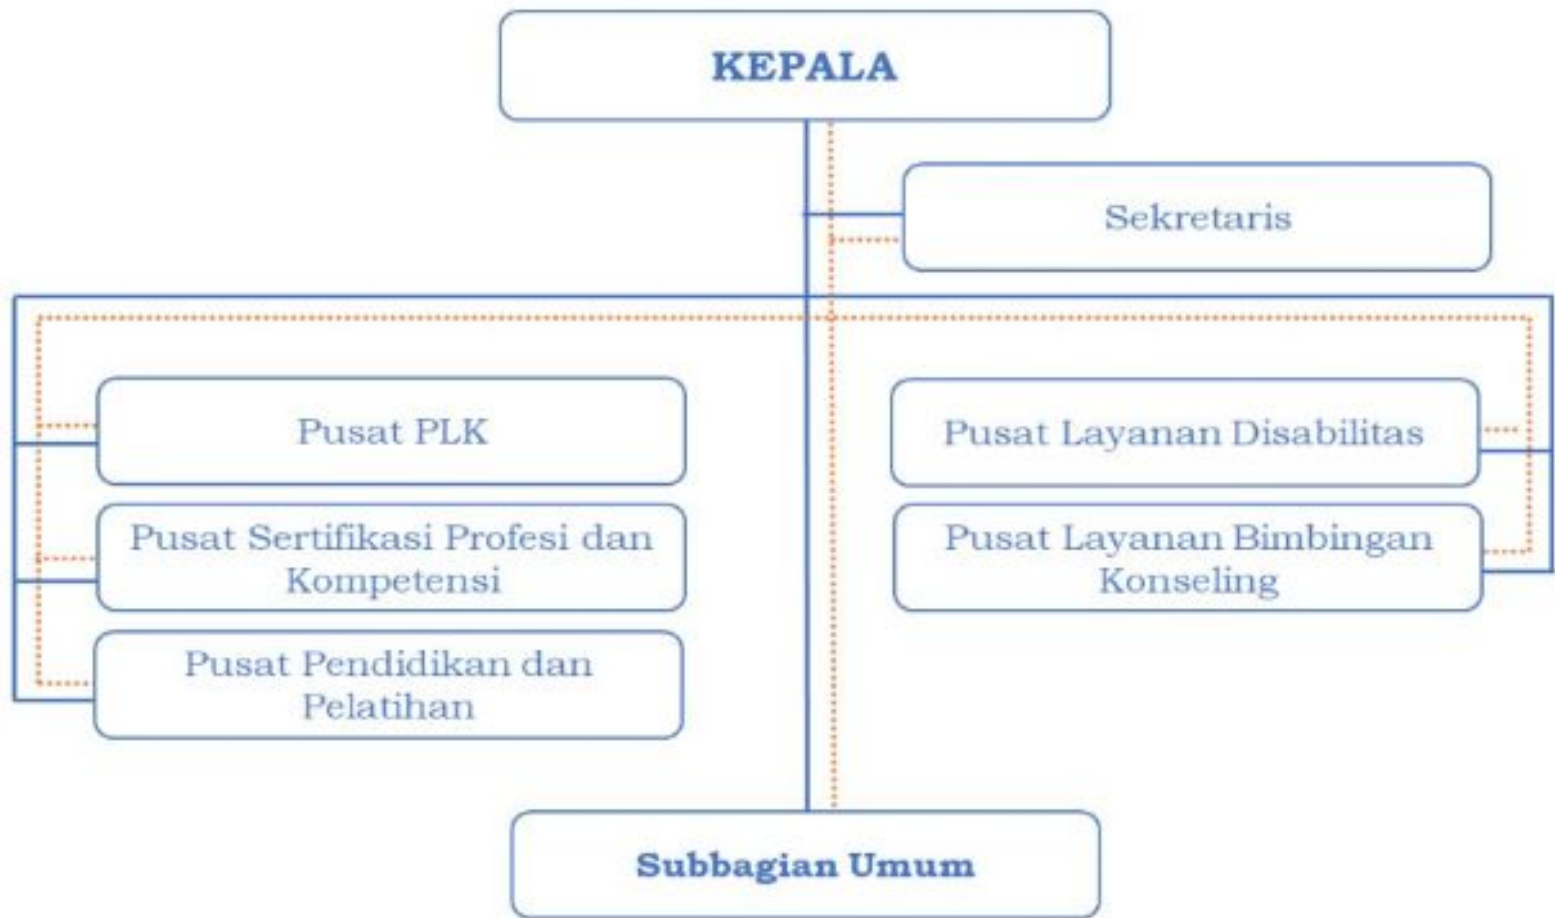 KEPALA
Sekretaris
Pusat PLK
Pusat Sertifikasi Profesi dan
Kompetensi
Pusat Pendidikan dan
Pelatihan
Pusat Layanan Disabilitas
Pusat Layanan Bimbingan
Konseling
Subbagian Umum